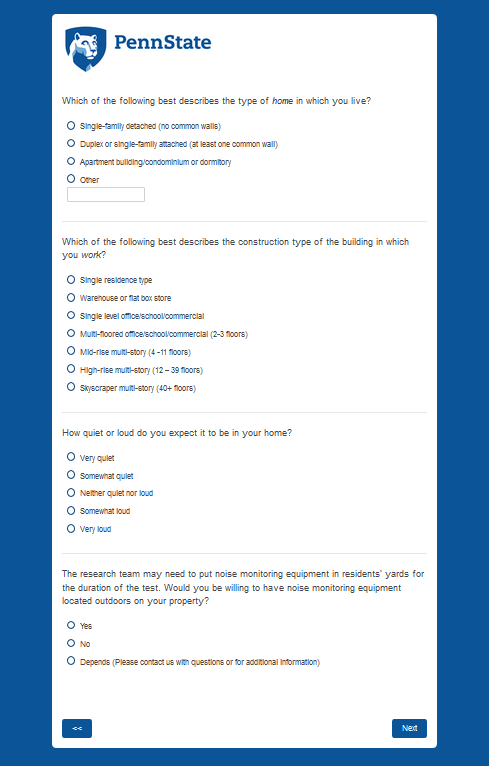 PennState
Which of the following best describes the type of home in which you live?
Single-family detached (no common walls)
Duplex or single-family attached (at least one common wall)
Apartment building/condominium or dormitory
Other
Which of the following best describes the construction type of the building in which
you work?
Single residence type
Warehouse or flat box store
Single level office/school/commercial
Multi-floored office/school/commercial (2-3 floors)
Mid-rise multi-story (4 -11 floors)
High-rise multi-story (12 – 39 floors)
Skyscraper multi-story (40+ floors)
How quiet or loud do you expect it to be in your home?
Very quiet
Somewhat quiet
Neither quiet nor loud
Somewhat loud
Very loud
The research team may need to put noise monitoring equipment in residents' yards for
the duration of the test. Would you be willing to have noise monitoring equipment
located outdoors on your property?
Yes
No
Depends (Please contact us with questions or for additional information)
<< Next